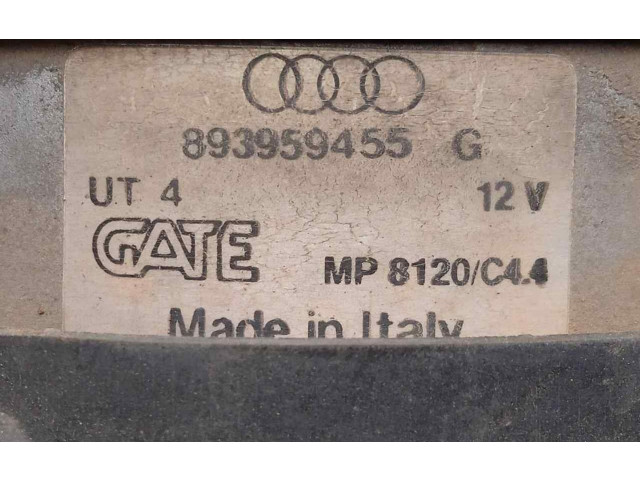 893959455 G
UT 4 12 V
GATE MP 8120/C4.4
Made in Italy